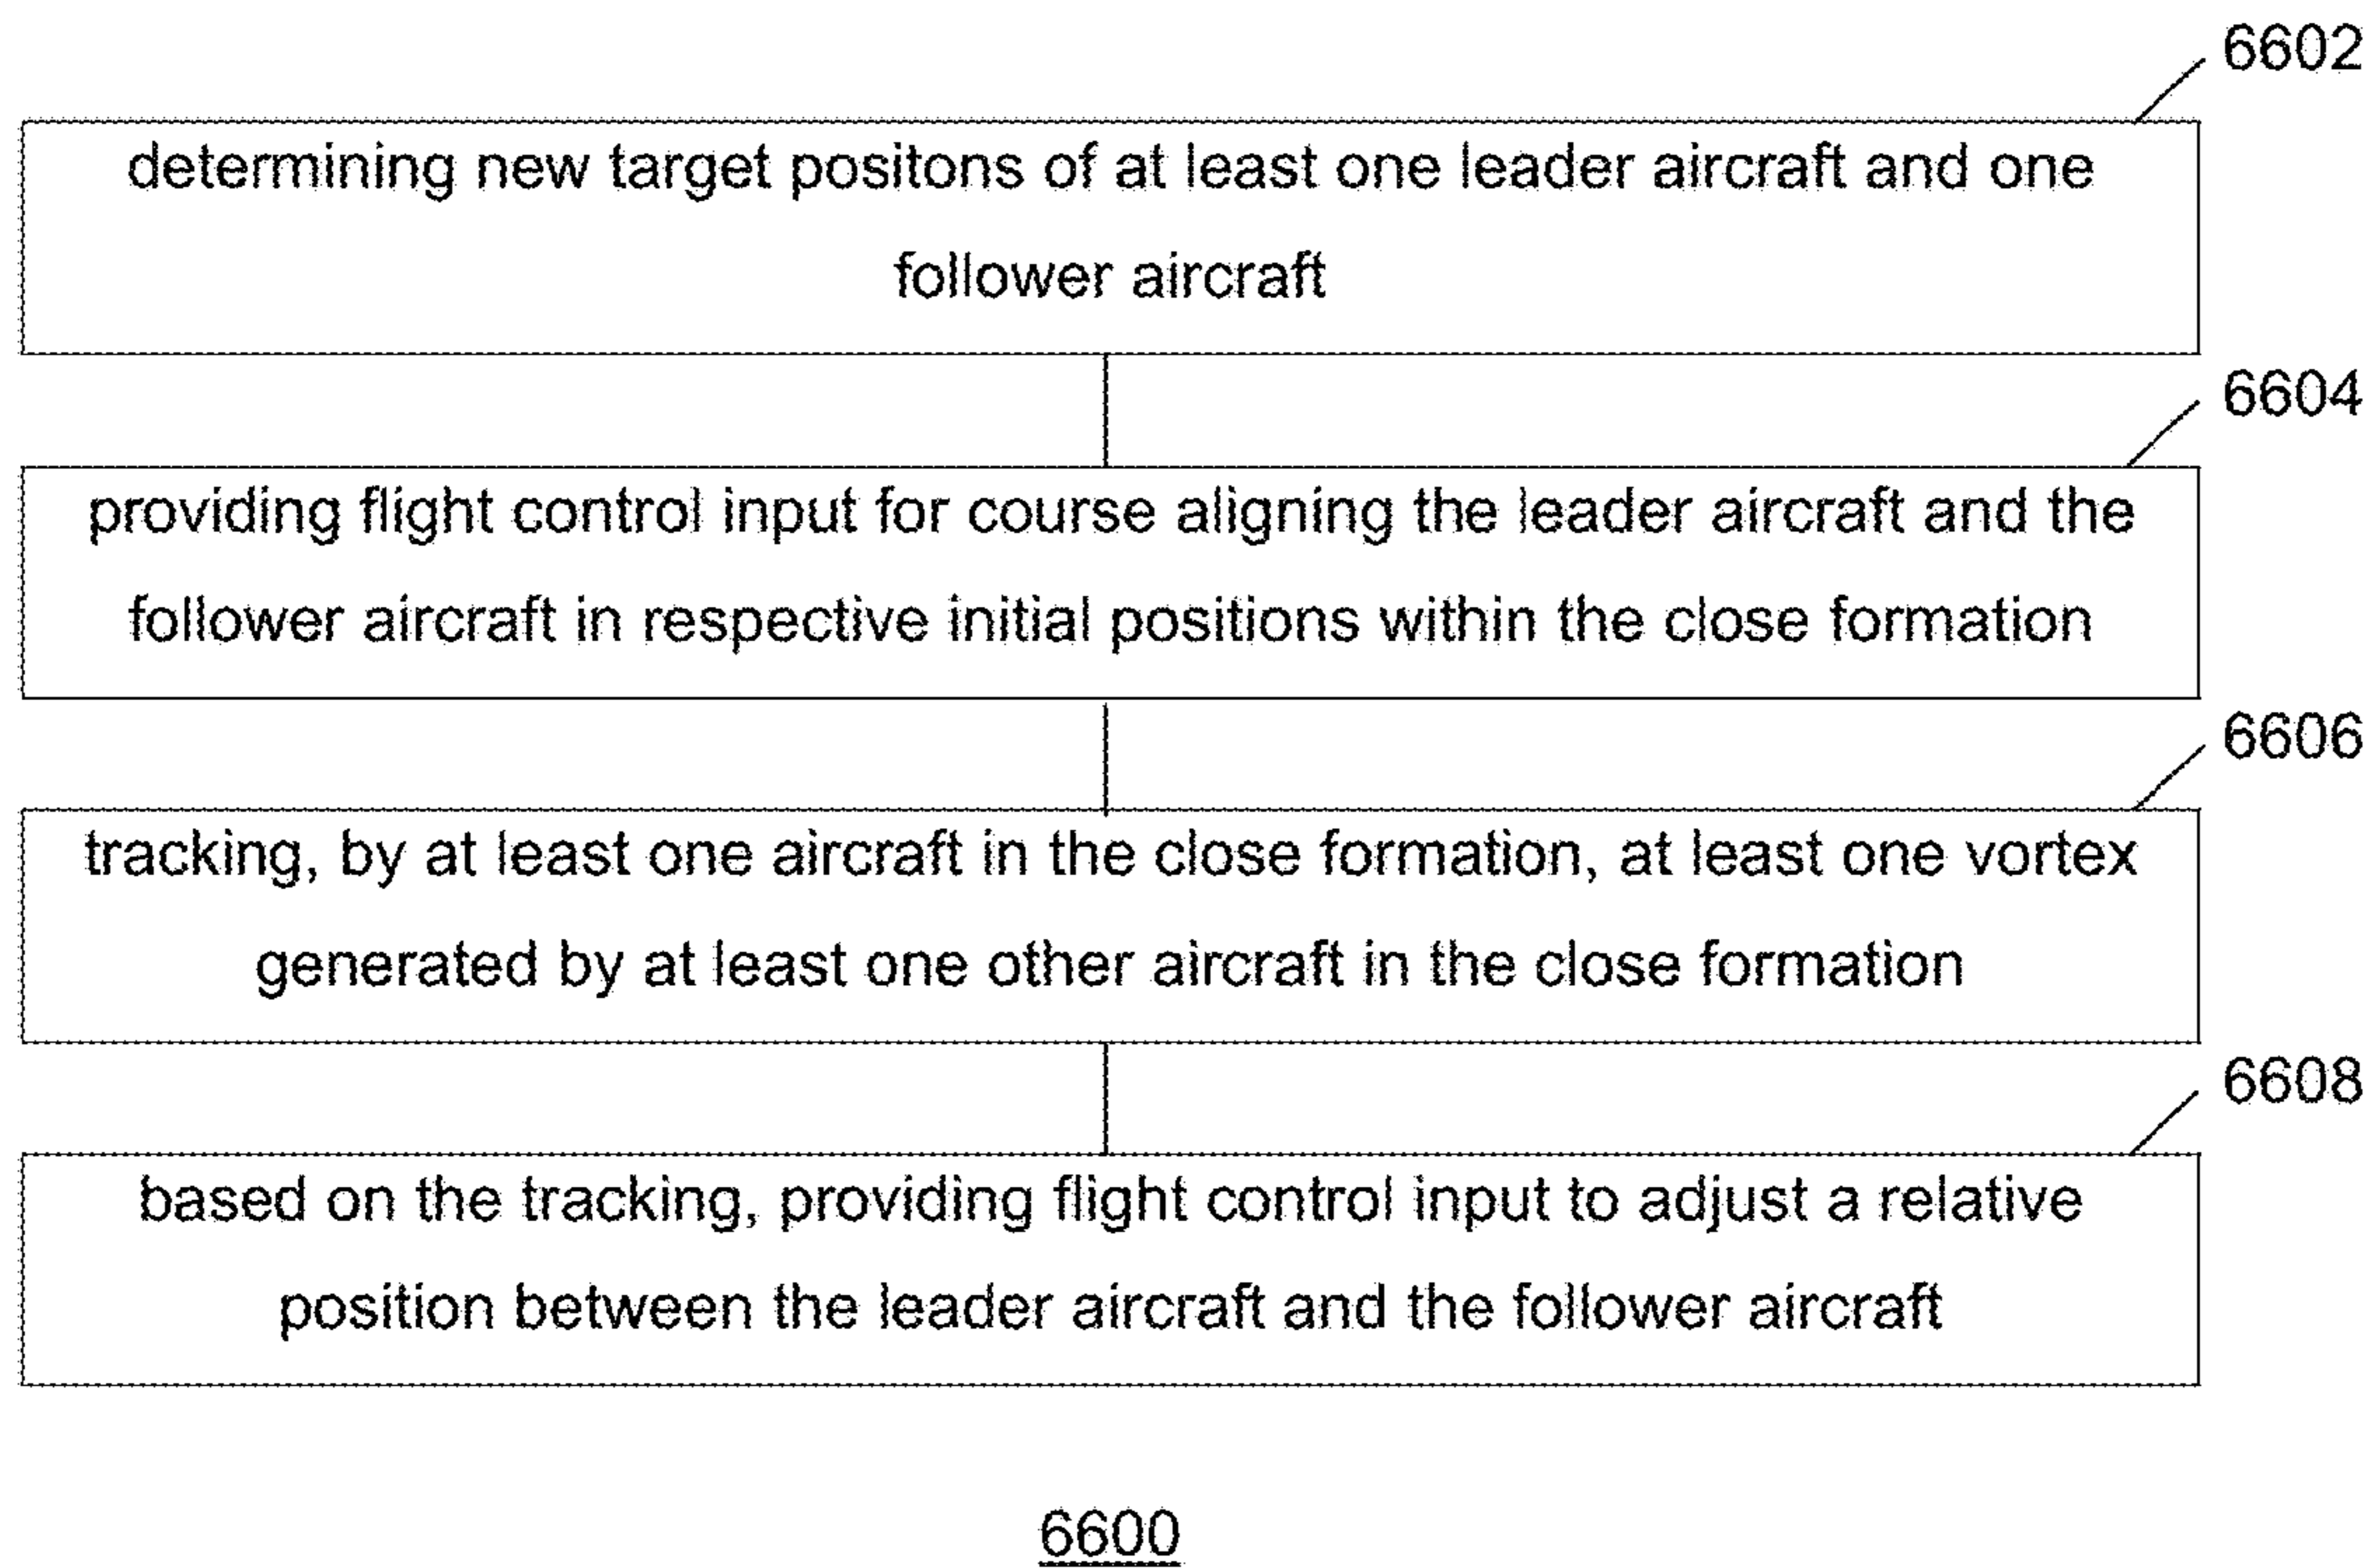 6602
determining new target positons of at least one leader aircraft and one
follower aircraft
6604
providing flight control input for course aligning the leader aircraft and the
follower aircraft in respective initial positions within the close formation
6606
tracking, by at least one aircraft in the close formation, at least one vortex
generated by at least one other aircraft in the close formation
6608
based on the tracking, providing flight control input to adjust a relative
position between the leader aircraft and the follower aircraft
6600